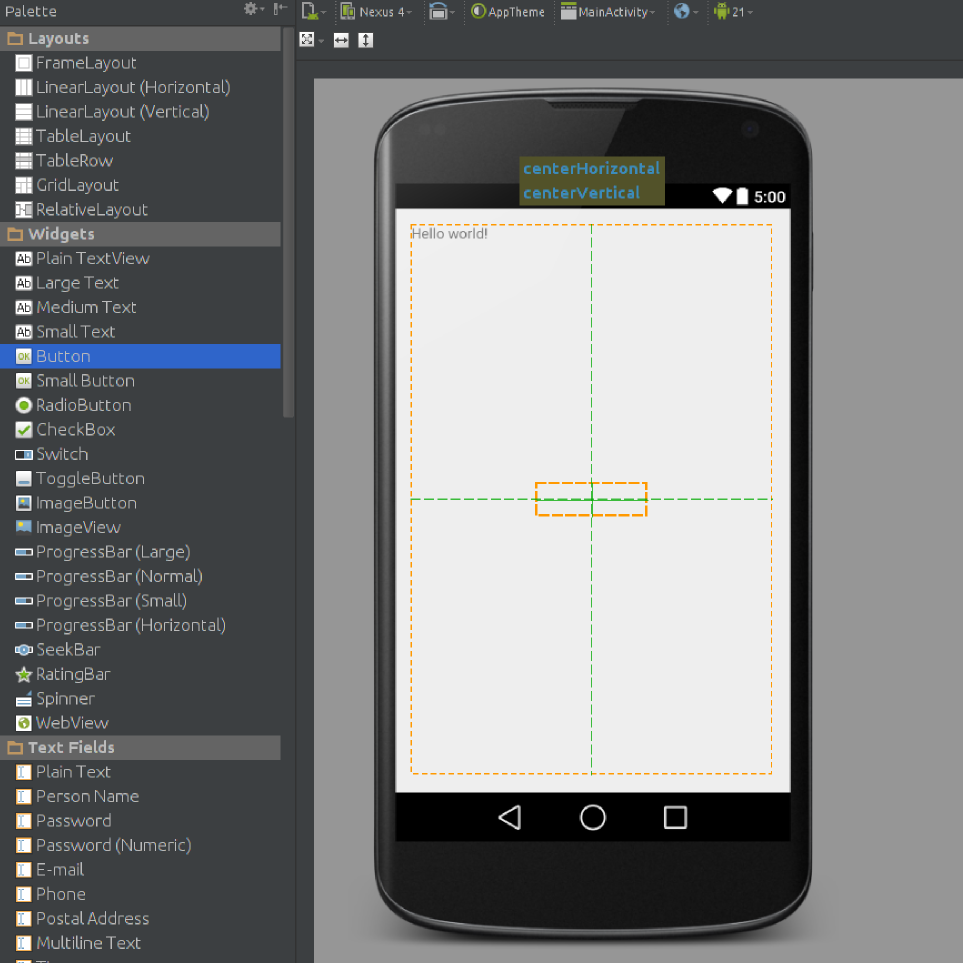 Palette
Nexus 4
AppTheme
MainActivity
21
Layouts
FrameLayout
LinearLayout (Horizontal)
LinearLayout (Vertical)
TableLayout
TableRow
GridLayout
RelativeLayout
Widgets
Ab Plain TextView
Ab Large Text
Ab Medium Text
Ab Small Text
OK Button
OK Small Button
RadioButton
CheckBox
Switch
ToggleButton
ImageButton
ImageView
ProgressBar (Large)
ProgressBar (Normal)
ProgressBar (Small)
ProgressBar (Horizontal)
SeekBar
RatingBar
Spinner
WebView
Text Fields
Plain Text
Person Name
Password
Password (Numeric)
E-mail
Phone
Postal Address
Multiline Text
centerHorizontal
centerVertical
5:00
Hello world!